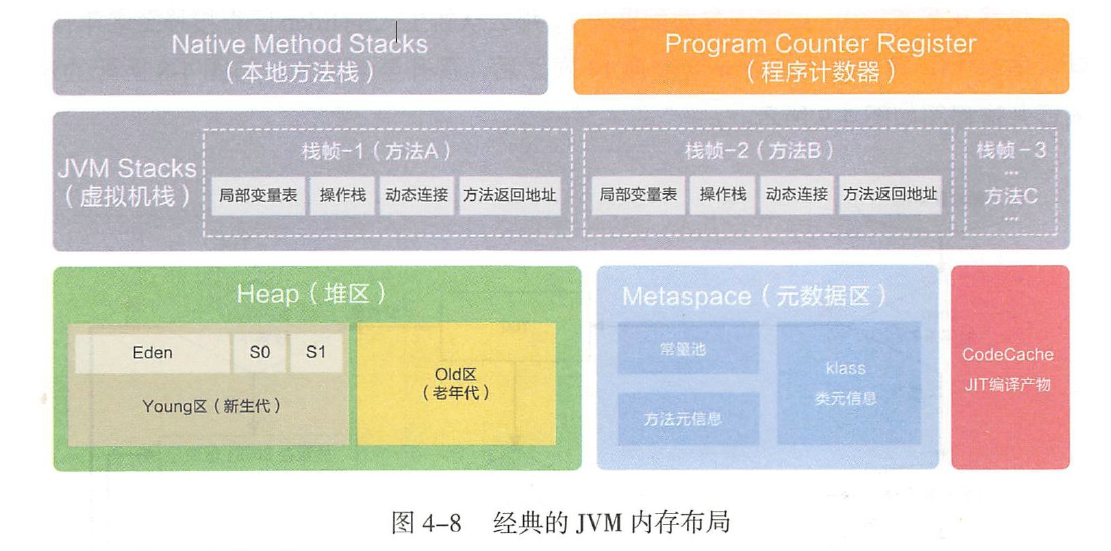 Native Method Stacks
（本地方法栈）
Program Counter Register
（程序计数器）
JVM Stacks
（虚拟机栈）
栈帧-1（方法A）
局部变量表
操作栈
动态连接
方法返回地址
栈帧-2（方法B）
局部变量表
操作栈
动态连接
方法返回地址
栈帧-3
...
方法C
...
Heap（堆区）
Eden
S0
S1
Young区（新生代）
Old区
（老年代）
Metaspace（元数据区）
常量池
方法元信息
klass
类元信息
CodeCache
JIT编译产物
图 4-8 经典的 JVM 内存布局